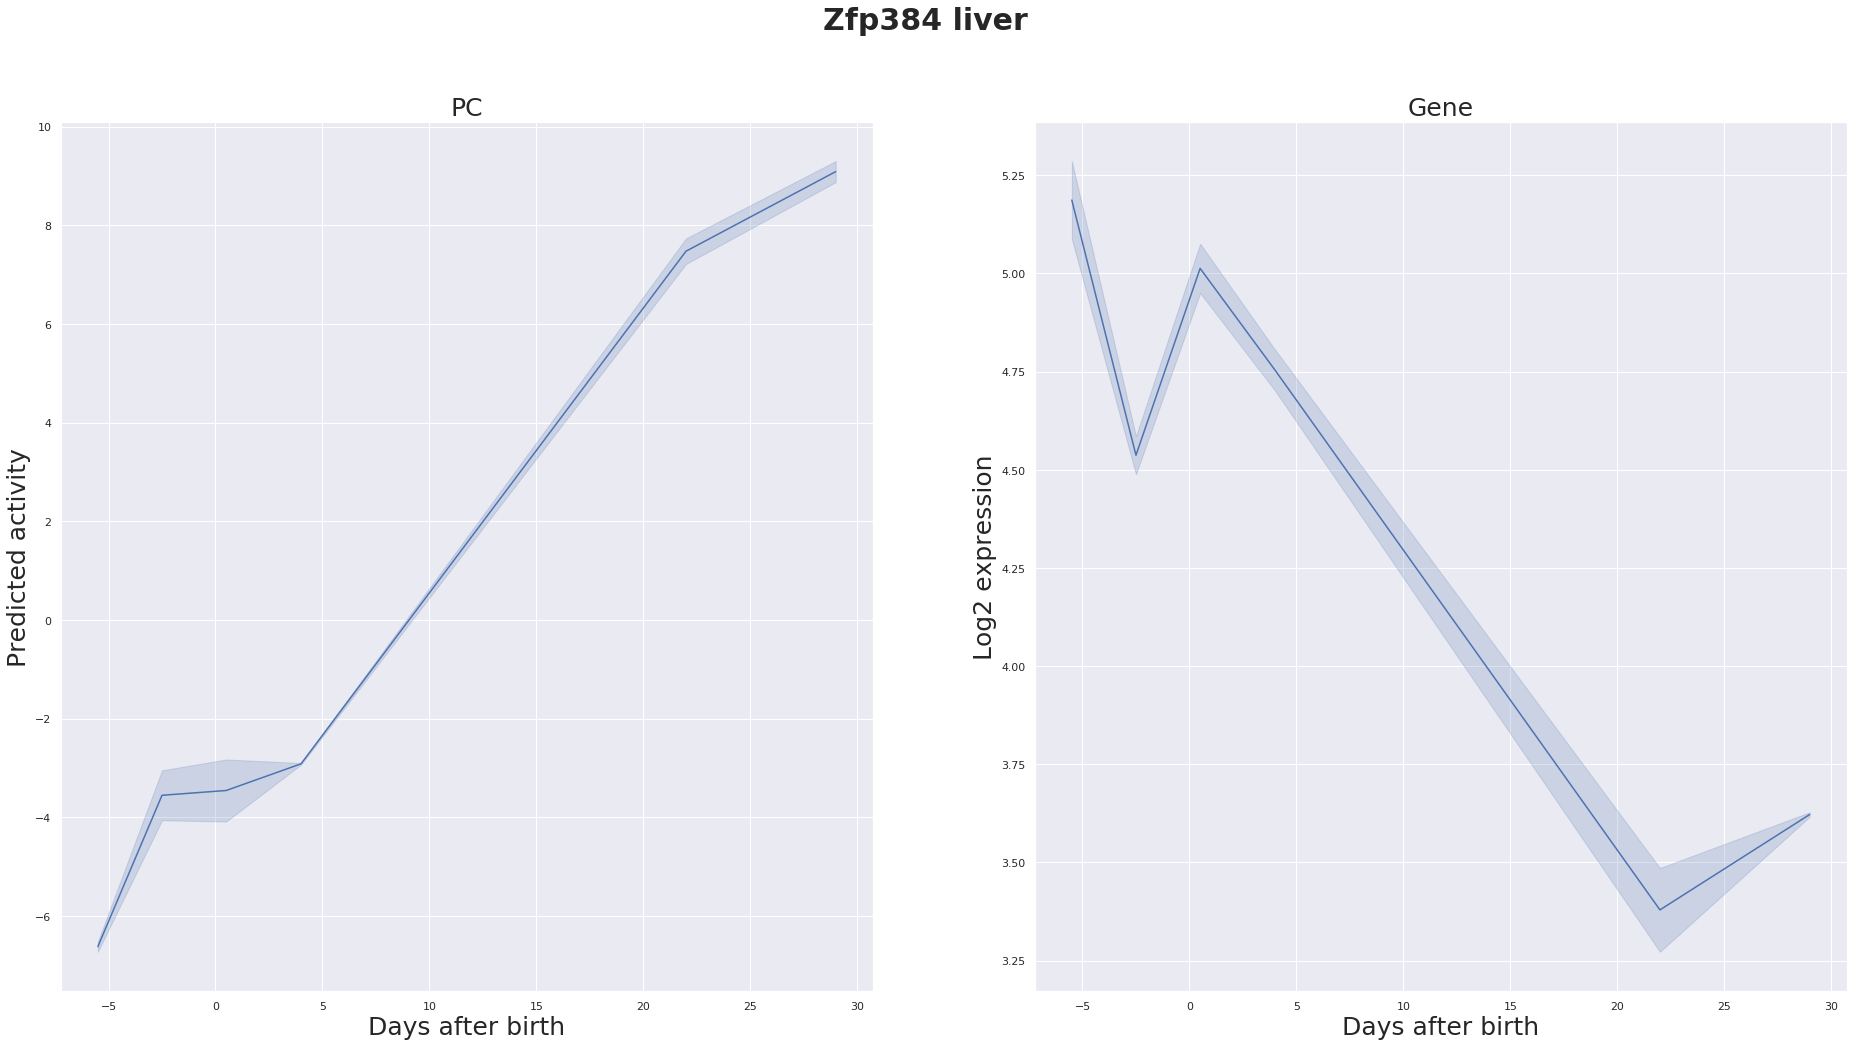 Zfp384 liver
PC
Predicted activity
10
8
6
4
2
0
−2
−4
−6
−5 0 5 10 15 20 25 30
Days after birth
Gene
Log2 expression
5.25
5.00
4.75
4.50
4.25
4.00
3.75
3.50
3.25
−5 0 5 10 15 20 25 30
Days after birth